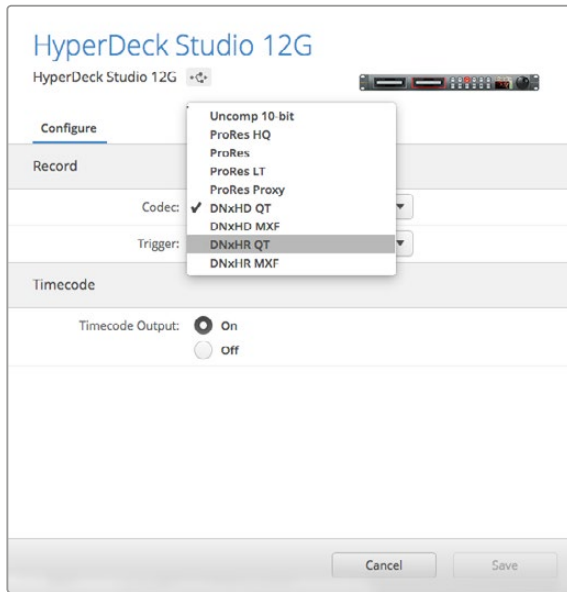 HyperDeck Studio 12G
HyperDeck Studio 12G
Configure
Record
Codec:
Uncomp 10-bit
ProRes HQ
ProRes
ProRes LT
ProRes Proxy
✔ DNxHD QT
DNxHD MXF
DNxHR QT
DNxHR MXF
Trigger:
Timecode
Timecode Output:
On
Off
Cancel
Save